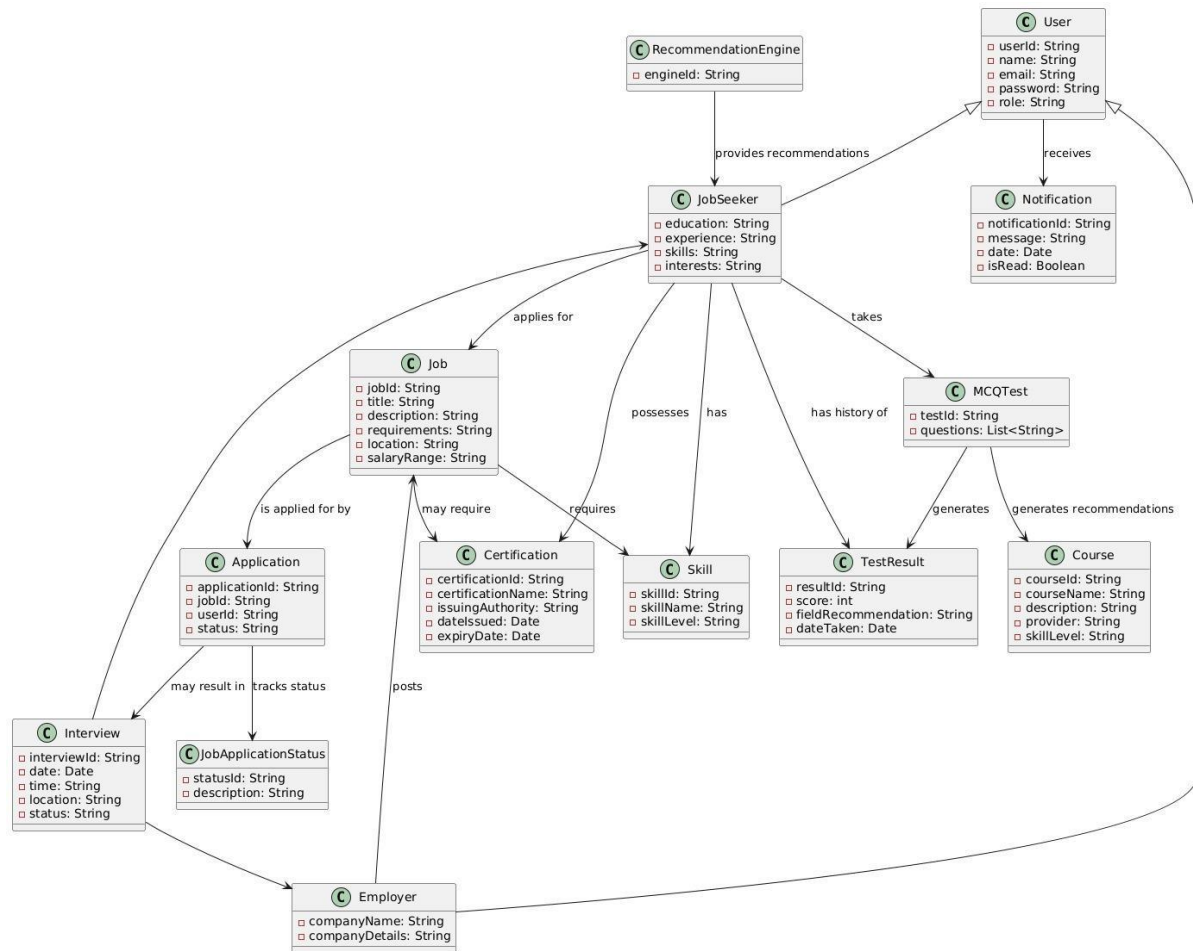 User
userId: String
name: String
email: String
password: String
role: String
RecommendationEngine
engineId: String
provides recommendations
receives
JobSeeker
education: String
experience: String
skills: String
interests: String
Notification
notificationId: String
message: String
date: Date
isRead: Boolean
applies for
takes
Job
jobId: String
title: String
description: String
requirements: String
location: String
salaryRange: String
possesses
has
has history of
MCQTest
testId: String
questions: List<String>
is applied for by
may require
requires
generates
generates recommendations
Application
applicationId: String
jobId: String
userId: String
status: String
Certification
certificationId: String
certificationName: String
issuingAuthority: String
dateIssued: Date
expiryDate: Date
Skill
skillId: String
skillName: String
skillLevel: String
TestResult
resultId: String
score: int
fieldRecommendation: String
dateTaken: Date
Course
courseId: String
courseName: String
description: String
provider: String
skillLevel: String
may result in
tracks status
posts
Interview
interviewId: String
date: Date
time: String
location: String
status: String
JobApplicationStatus
statusId: String
description: String
Employer
companyName: String
companyDetails: String